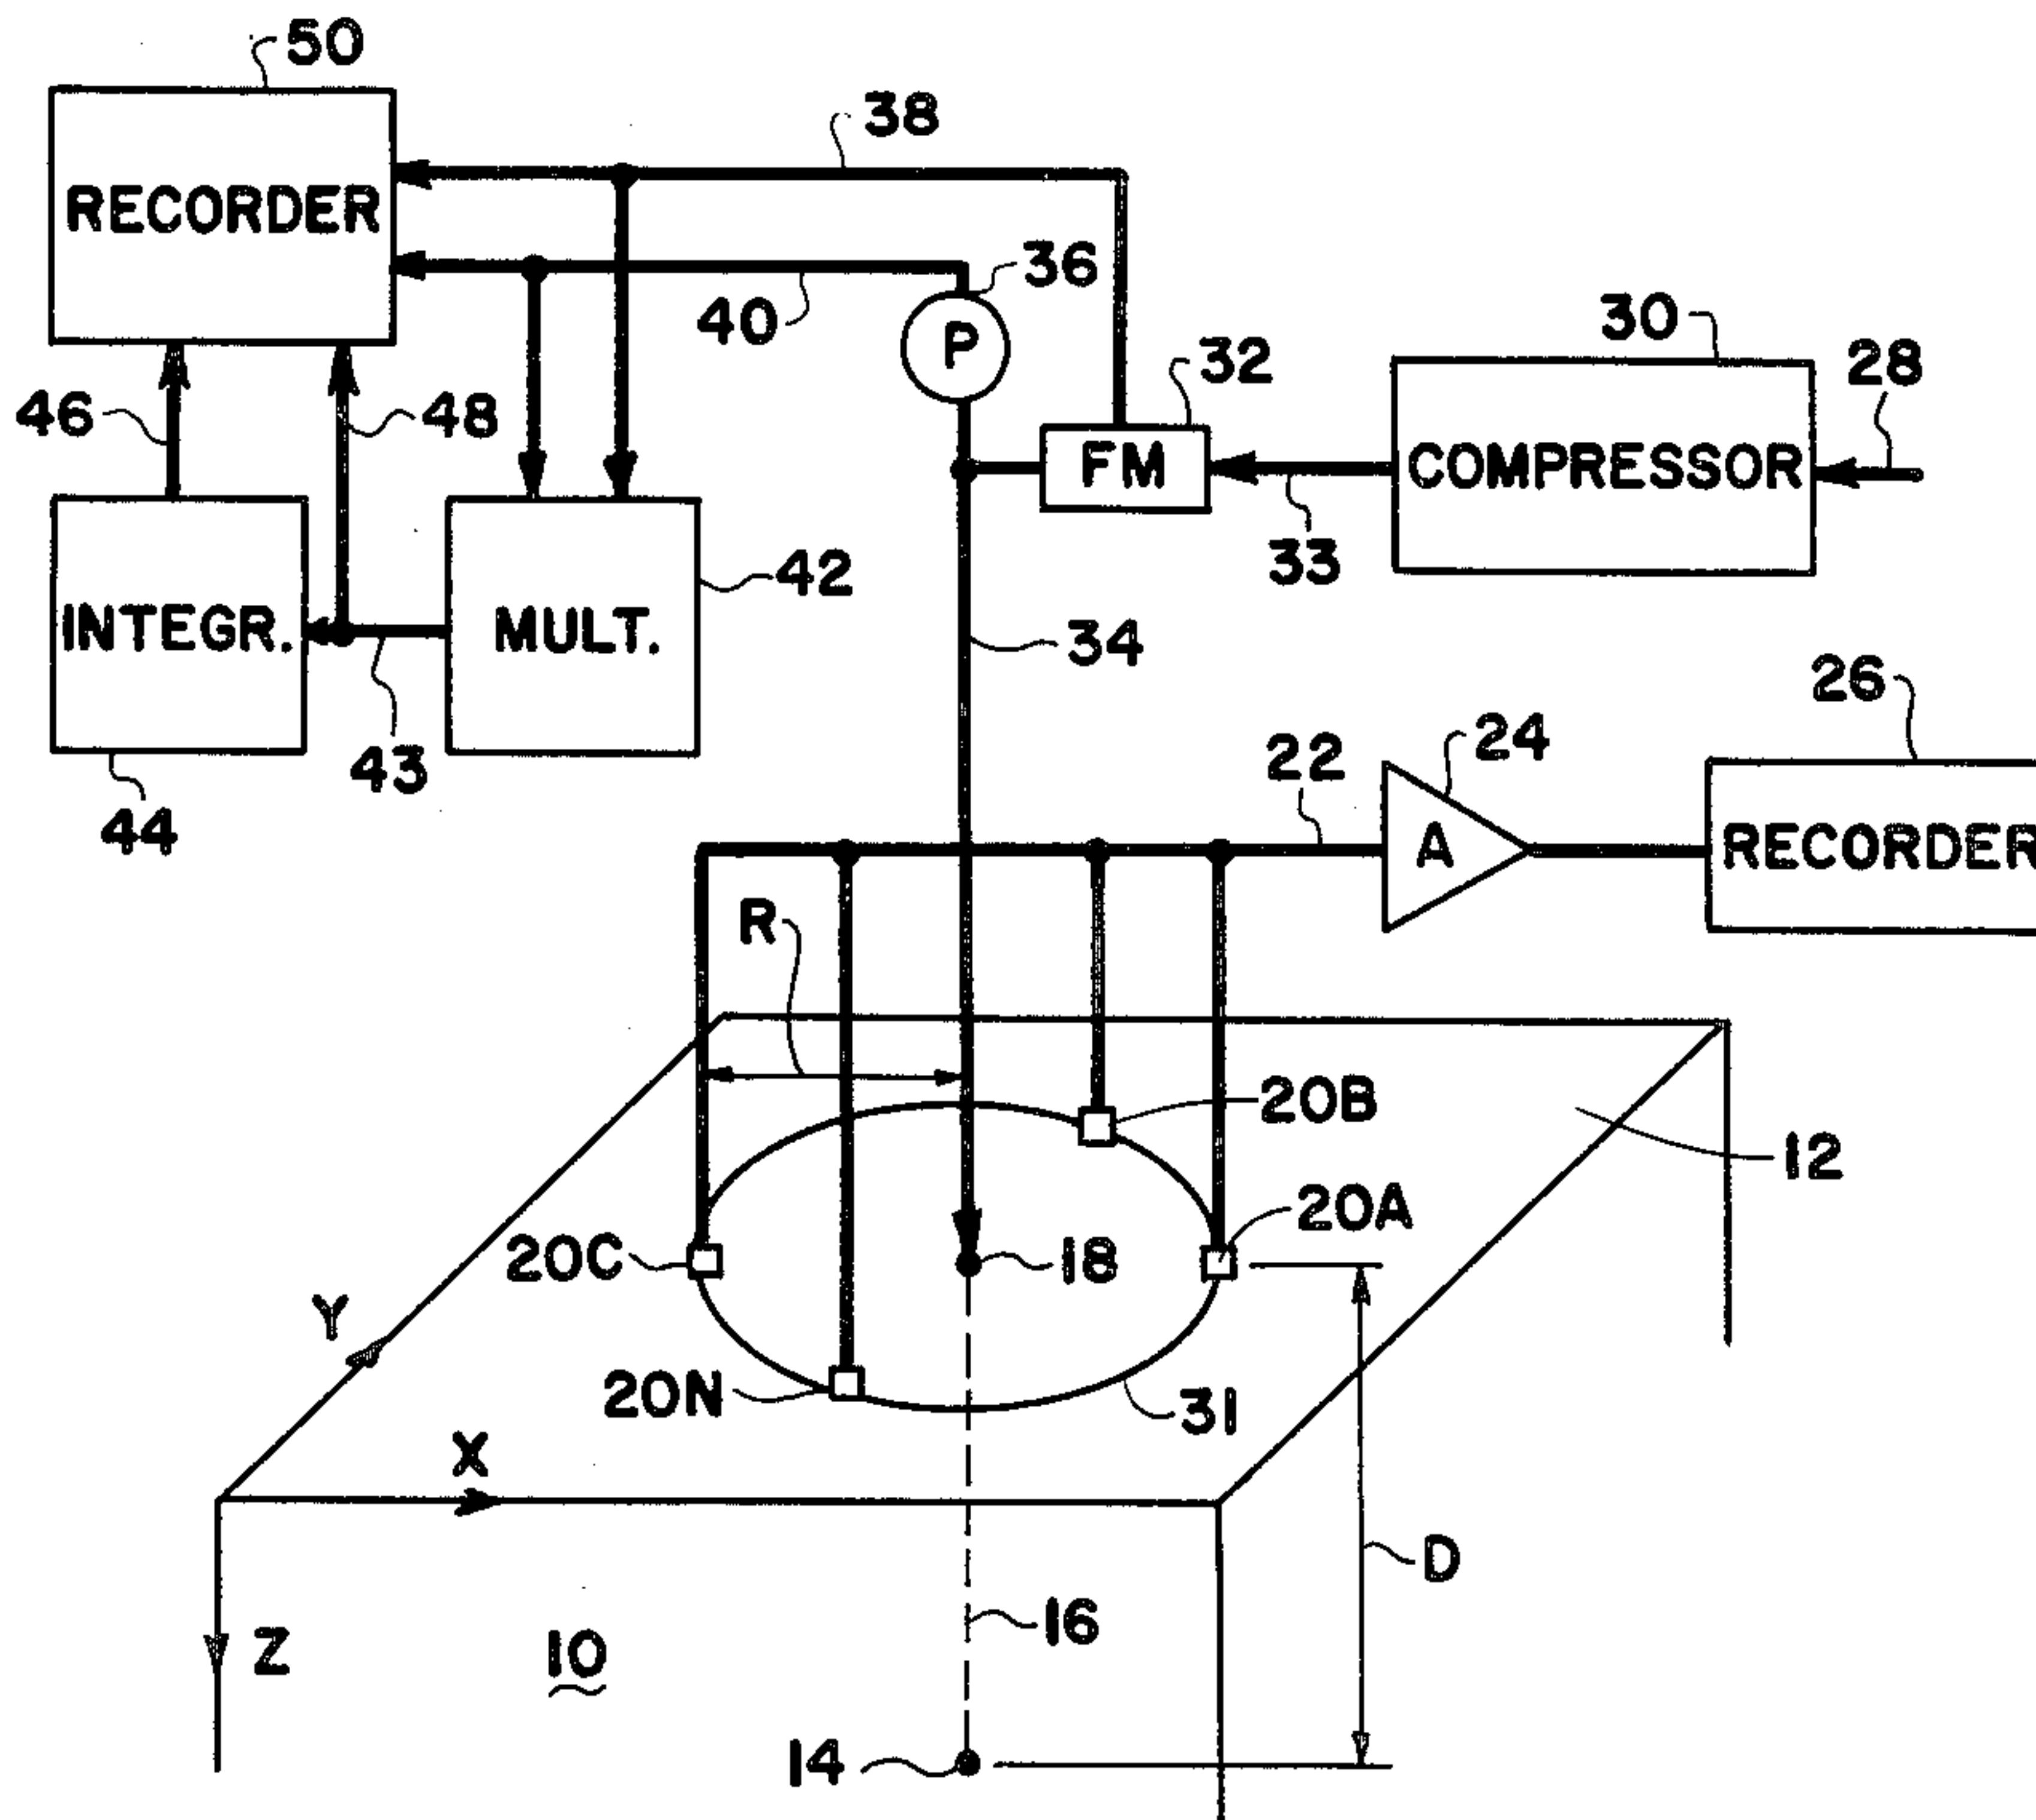 50
38
RECORDER
36
40
P
30
32
28
46
48
FM
COMPRESSOR
33
42
INTEGR.
MULT.
34
26
24
22
43
44
A
RECORDER
R
20B
12
20A
20C
18
Y
20N
31
X
D
16
Z
10
14